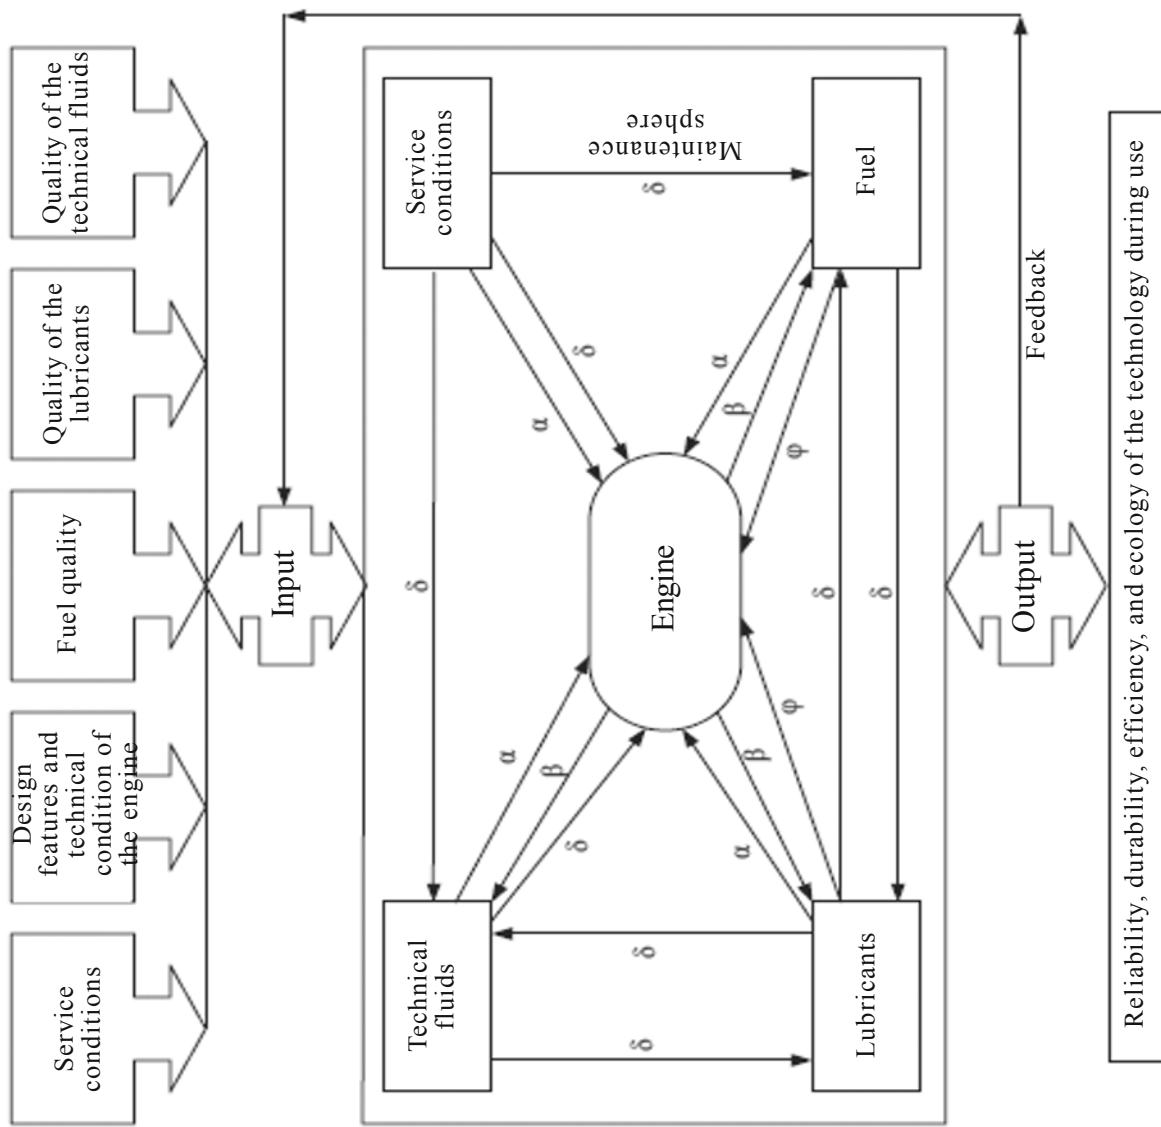 Service
conditions
Design
features and
technical
condition of
the engine
Fuel quality
Quality of the
lubricants
Quality of the
technical fluids
Input
Technical
fluids
δ
Service
conditions
α
β
δ
α
δ
Engine
δ
δ
Maintenance
sphere
δ
α
β
φ
α
β
φ
δ
δ
Lubricants
Fuel
Output
Feedback
Reliability, durability, efficiency, and ecology of the technology during use